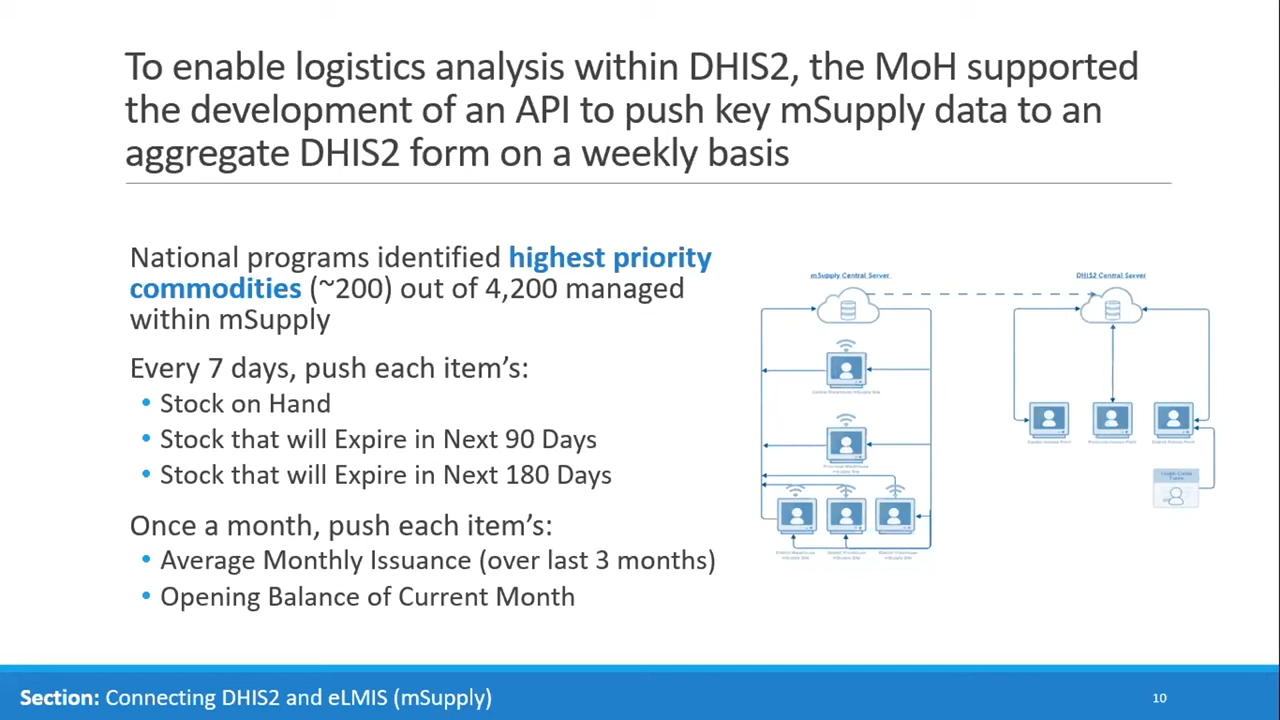 To enable logistics analysis within DHIS2, the MoH supported
the development of an API to push key mSupply data to an
aggregate DHIS2 form on a weekly basis
National programs identified highest priority
commodities (~200) out of 4,200 managed
within mSupply
Every 7 days, push each item's:
• Stock on Hand
• Stock that will Expire in Next 90 Days
• Stock that will Expire in Next 180 Days
Once a month, push each item's:
• Average Monthly Issuance (over last 3 months)
• Opening Balance of Current Month
mSupply Central Server
DHIS2 Central Server
Section: Connecting DHIS2 and eLMIS (mSupply)
10